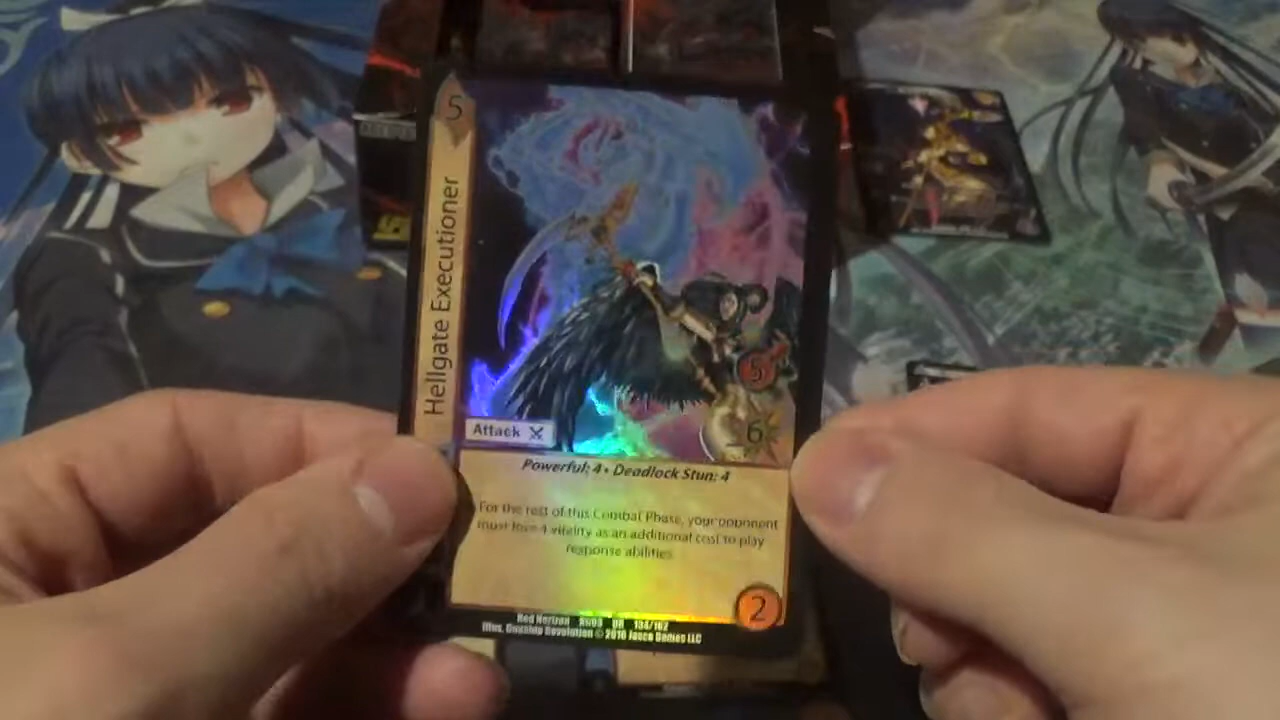 5
Hellgate Executioner
5
6
Attack
Powerful: 4 • Deadlock Stun: 4
For the rest of this Combat Phase, your opponent
must lose 4 vitality as an additional cost to play
response abilities.
2
Red Horizon UR 134/162
Illus. Gunship Revolution © 2010 Jasco Games LLC